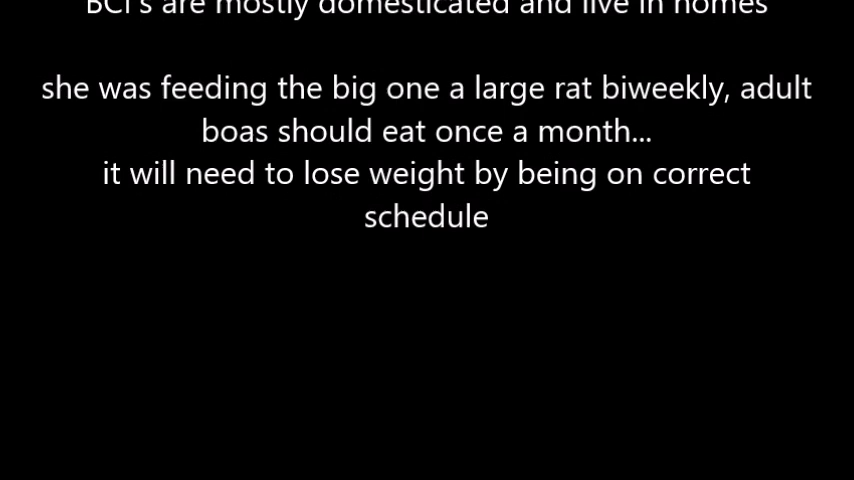 BCI's are mostly domesticated and live in homes
she was feeding the big one a large rat biweekly, adult
boas should eat once a month...
it will need to lose weight by being on correct
schedule